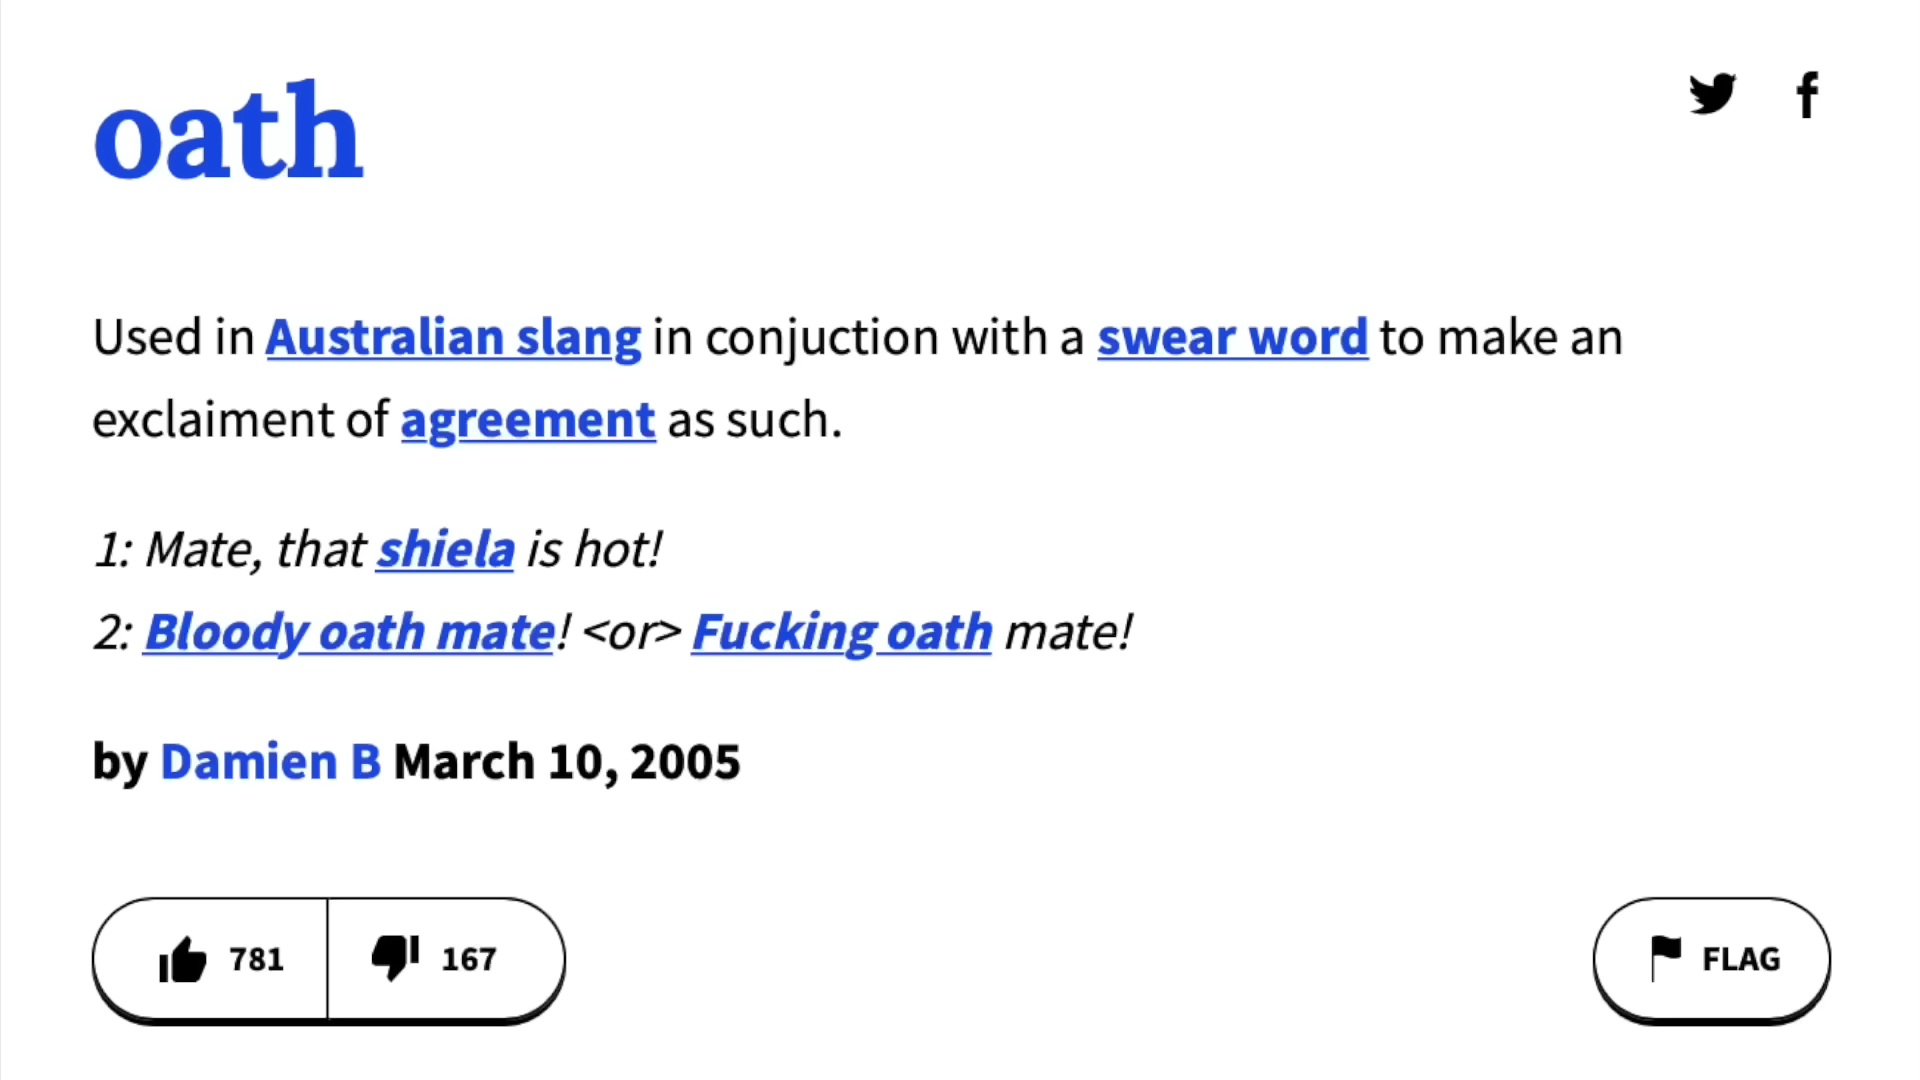 oath
Used in Australian slang in conjuction with a swear word to make an
exclaiment of agreement as such.
1: Mate, that shiela is hot!
2: Bloody oath mate! <or> Fucking oath mate!
by Damien B March 10, 2005
781 167 FLAG